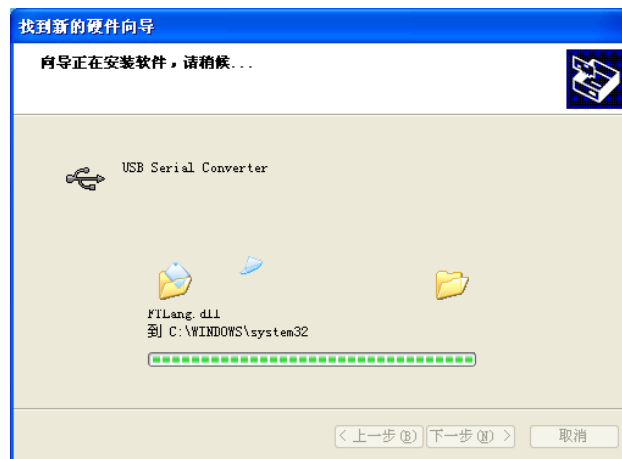 找到新的硬件向导
向导正在安装软件，请稍候...
USB Serial Converter
FTLang.dll
到 C:\WINDOWS\system32
< 上一步(B) 下一步(N) > 取消